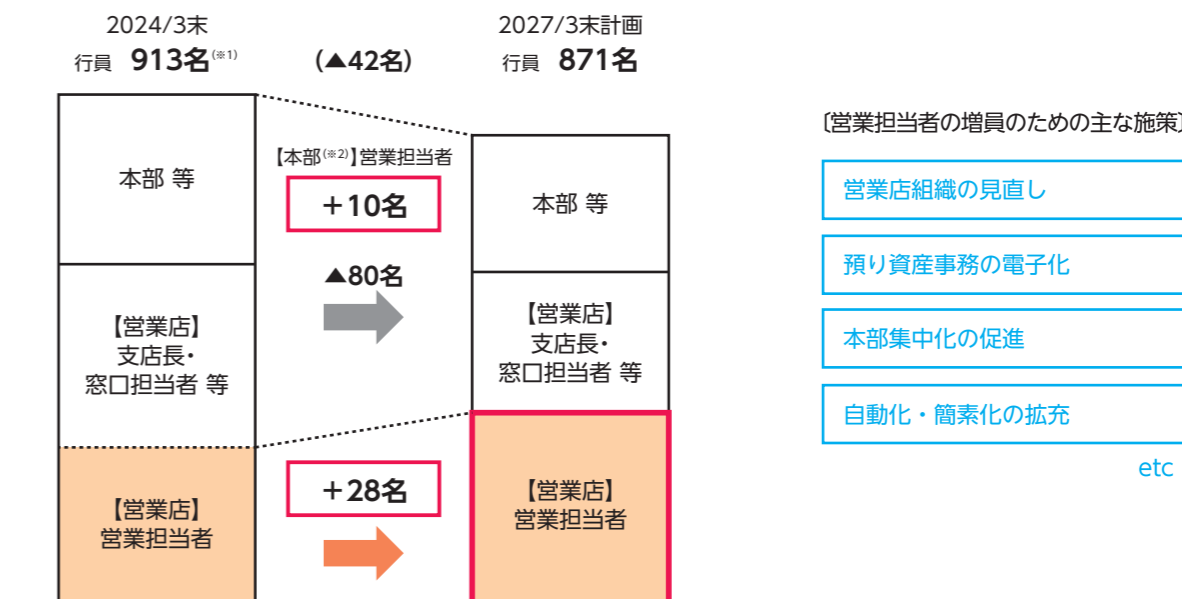 2024/3末
行員 913名(※1)
(▲42名)
2027/3末計画
行員 871名
本部 等
【営業店】
支店長・
窓口担当者 等
【営業店】
営業担当者
【本部(※2)】営業担当者
+10名
▲80名
+28名
本部 等
【営業店】
支店長・
窓口担当者 等
【営業店】
営業担当者
〔営業担当者の増員のための主な施策〕
営業店組織の見直し
預り資産事務の電子化
本部集中化の促進
自動化・簡素化の拡充
etc